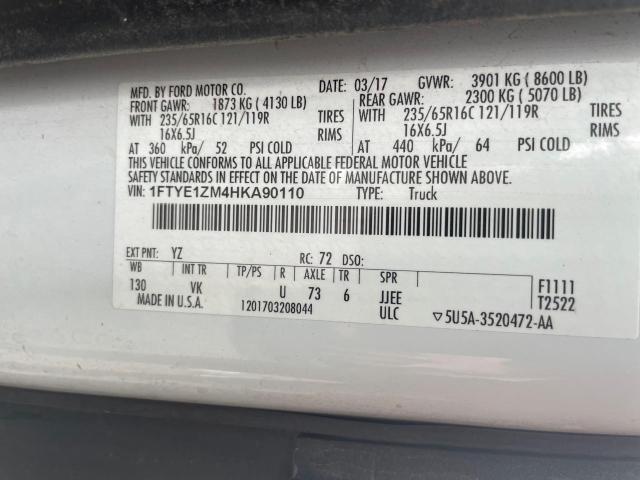 MFD. BY FORD MOTOR CO. DATE: 03/17 GVWR: 3901 KG ( 8600 LB)
FRONT GAWR: 1873 KG ( 4130 LB) REAR GAWR: 2300 KG ( 5070 LB)
WITH 235/65R16C 121/119R TIRES WITH 235/65R16C 121/119R TIRES
16X6.5J RIMS 16X6.5J RIMS
AT 360 kPa/ 52 PSI COLD AT 440 kPa/ 64 PSI COLD
THIS VEHICLE CONFORMS TO ALL APPLICABLE FEDERAL MOTOR VEHICLE
SAFETY STANDARDS IN EFFECT ON THE DATE OF MANUFACTURE SHOWN ABOVE.
VIN: 1FTYE1ZM4HKA90110 TYPE: Truck
EXT PNT: YZ RC: 72 DSO:
WB INT TR TP/PS R AXLE TR SPR F1111
130 VK U 73 6 JJEE T2522
MADE IN U.S.A. 1201703208044 ULC ▽5U5A-3520472-AA